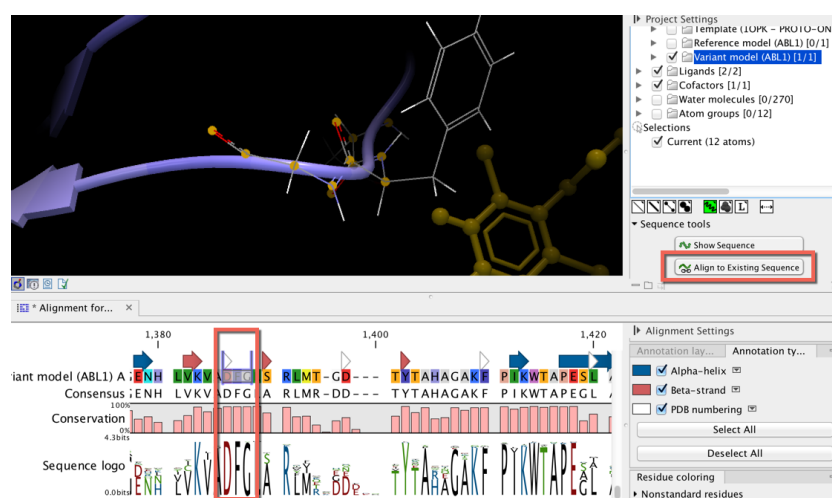 Project Settings
Template (1OPK - PROTO-ON
Reference model (ABL1) [0/1]
Variant model (ABL1) [1/1]
Ligands [2/2]
Cofactors [1/1]
Water molecules [0/270]
Atom groups [0/12]
Selections
Current (12 atoms)
L
Sequence tools
Show Sequence
Align to Existing Sequence
* Alignment for... ×
1,380 1,400 1,420
iant model (ABL1) A
RLMT-GD-- TYTAHAGAKF PIKWTAPESL
Consensus ENH LVKVADFGLA RLMR-DD-- TYTAHAGAKF PIKWTAPEGL
Conservation
100%
0%
Sequence logo
4.3bits
0.0bits
Alignment Settings
Annotation lay... Annotation ty...
Alpha-helix
Beta-strand
PDB numbering
Select All
Deselect All
Residue coloring
Nonstandard residues